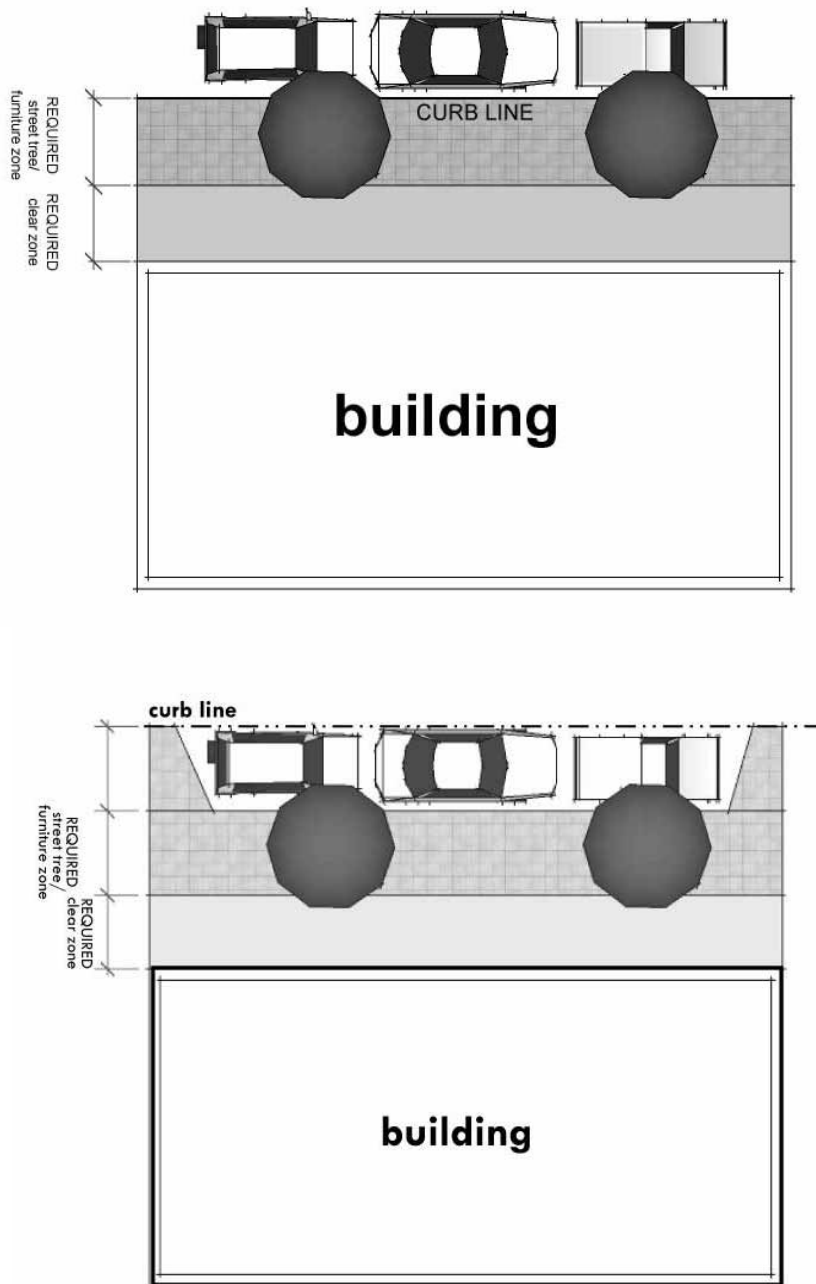 CURB LINE
REQUIRED
street tree/
furniture zone
REQUIRED
clear zone
building
curb line
REQUIRED
street tree/
furniture zone
REQUIRED
clear zone
building